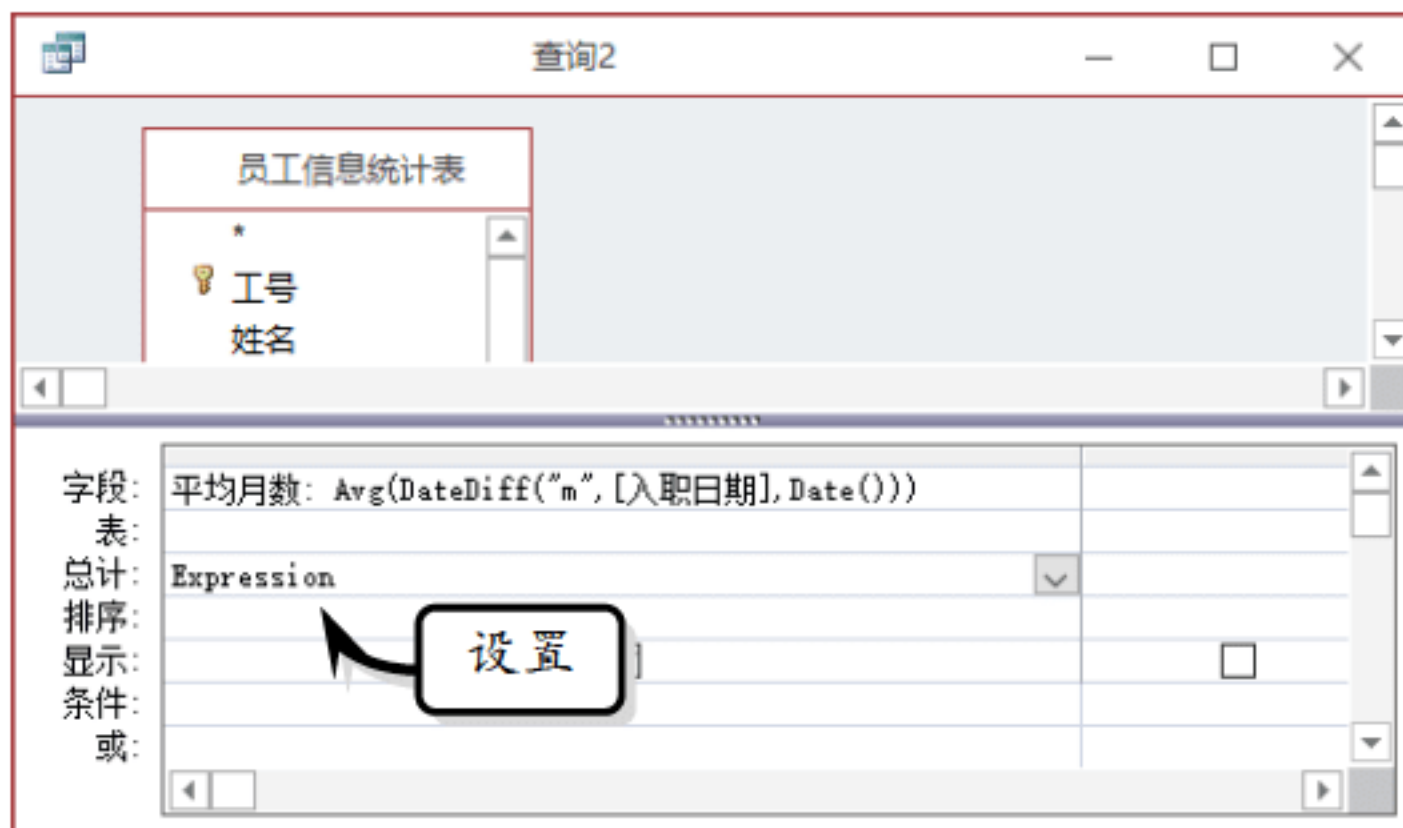 查询2
员工信息统计表
*
工号
姓名
字段: 平均月数: Avg(DateDiff("m",[入职日期],Date()))
表:
总计: Expression
排序:
设置
显示:
条件:
或: